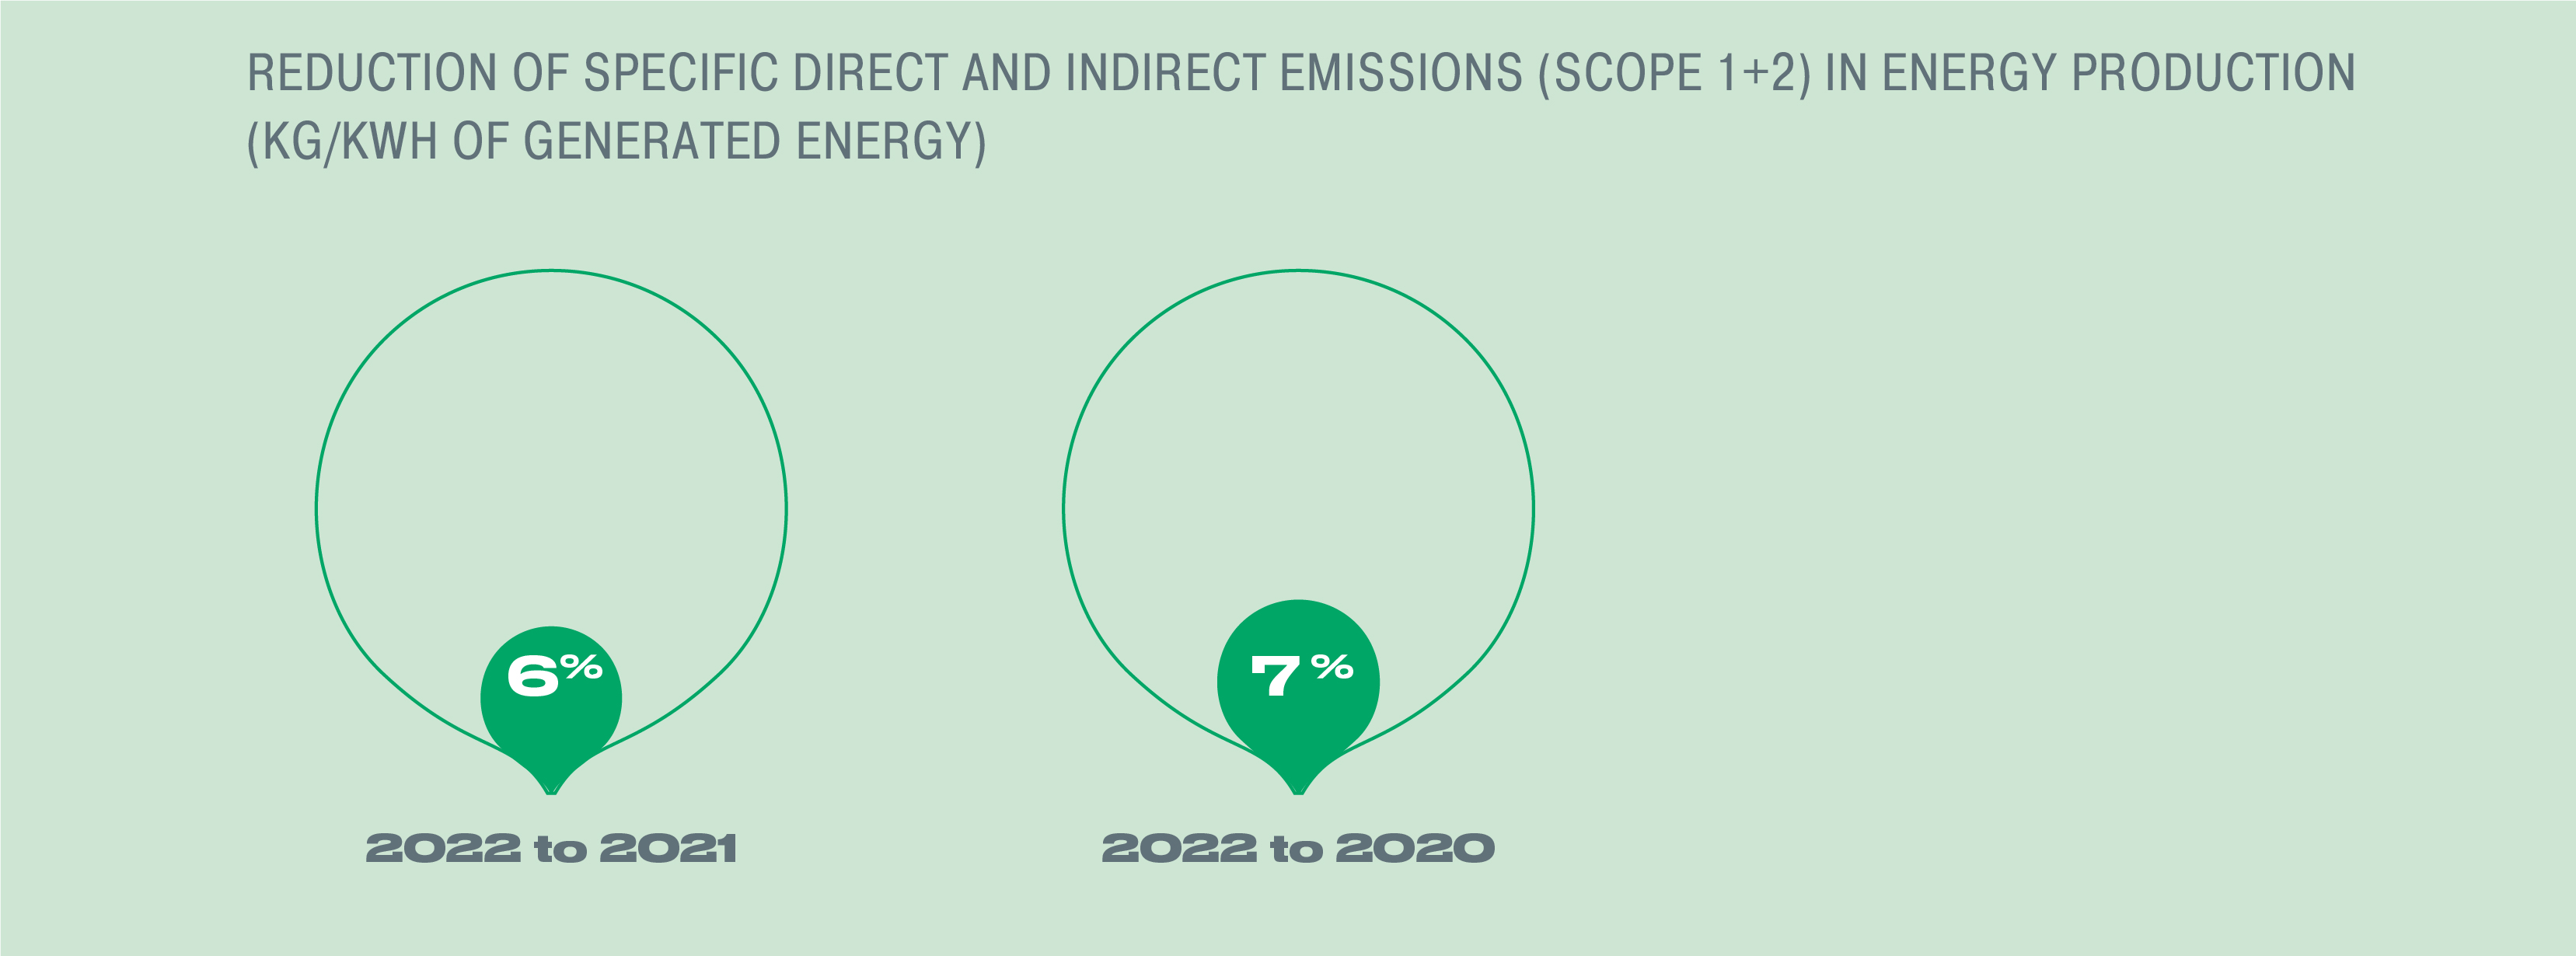 REDUCTION OF SPECIFIC DIRECT AND INDIRECT EMISSIONS (SCOPE 1+2) IN ENERGY PRODUCTION
(KG/KWH OF GENERATED ENERGY)
6%
7%
2022 to 2021
2022 to 2020